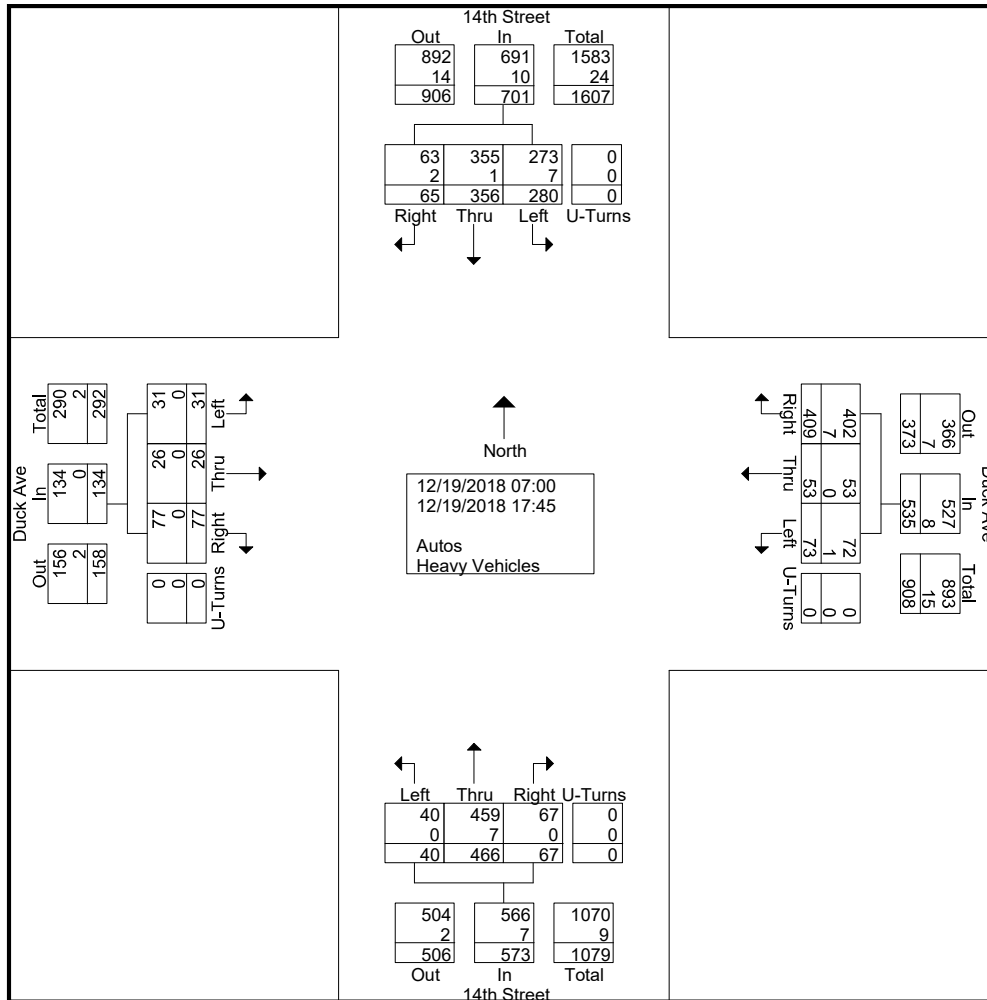 14th Street
Out In Total
892 691 1583
14 10 24
906 701 1607
63 355 273 0
2 1 7 0
65 356 280 0
Right Thru Left U-Turns
Duck Ave
Total In Out
290 134 156
2 0 2
292 134 158
31 26 77 0
0 0 0 0
31 26 77 0
Left Thru Right U-Turns
North
12/19/2018 07:00
12/19/2018 17:45
Autos
Heavy Vehicles
Right Thru Left U-Turns
409 53 73 0
7 0 1 0
402 53 72 0
373 535 908
7 8 15
366 527 893
Out In Total
Duck Ave
Left Thru Right U-Turns
40 459 67 0
0 7 0 0
40 466 67 0
504 566 1070
2 7 9
506 573 1079
Out In Total
14th Street